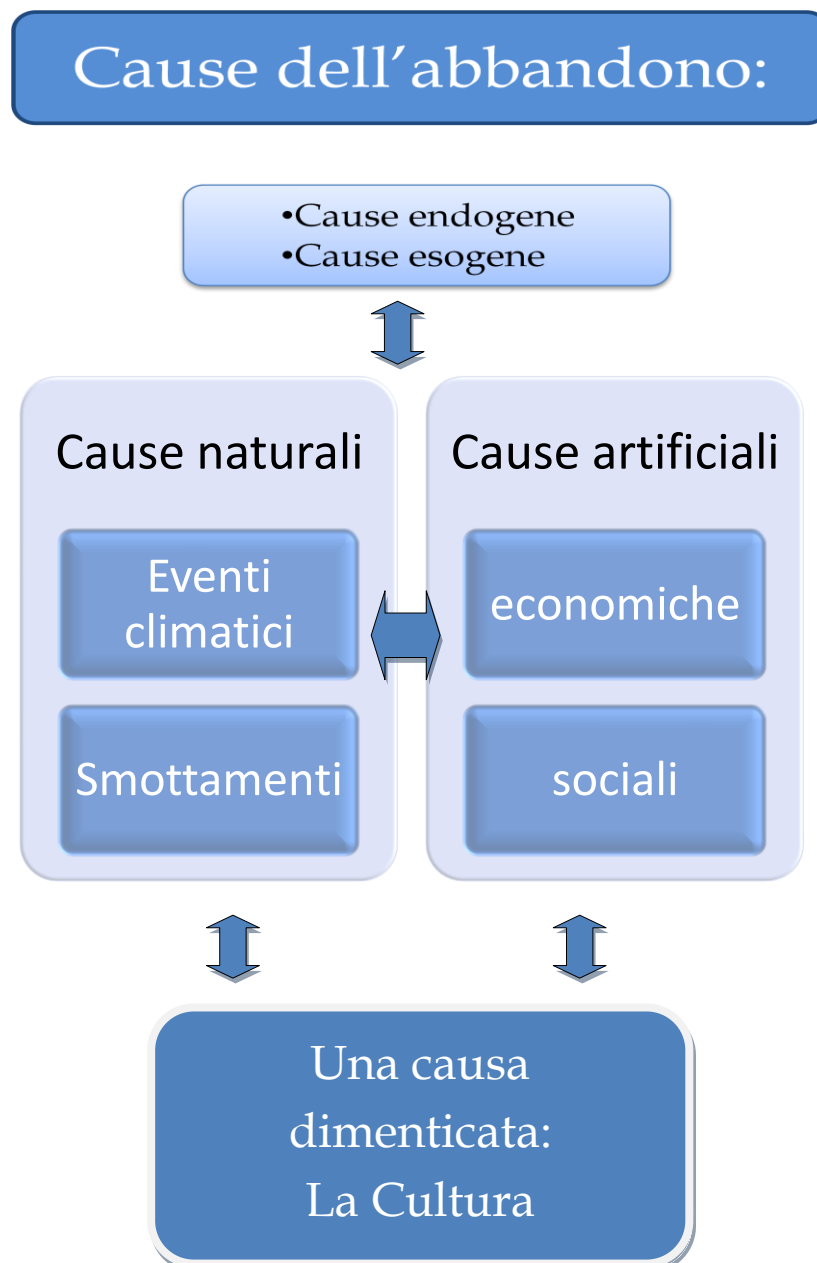 Cause dell’abbandono:
•Cause endogene
•Cause esogene
Cause naturali
Eventi
climatici
Smottamenti
Cause artificiali
economiche
sociali
Una causa
dimenticata:
La Cultura